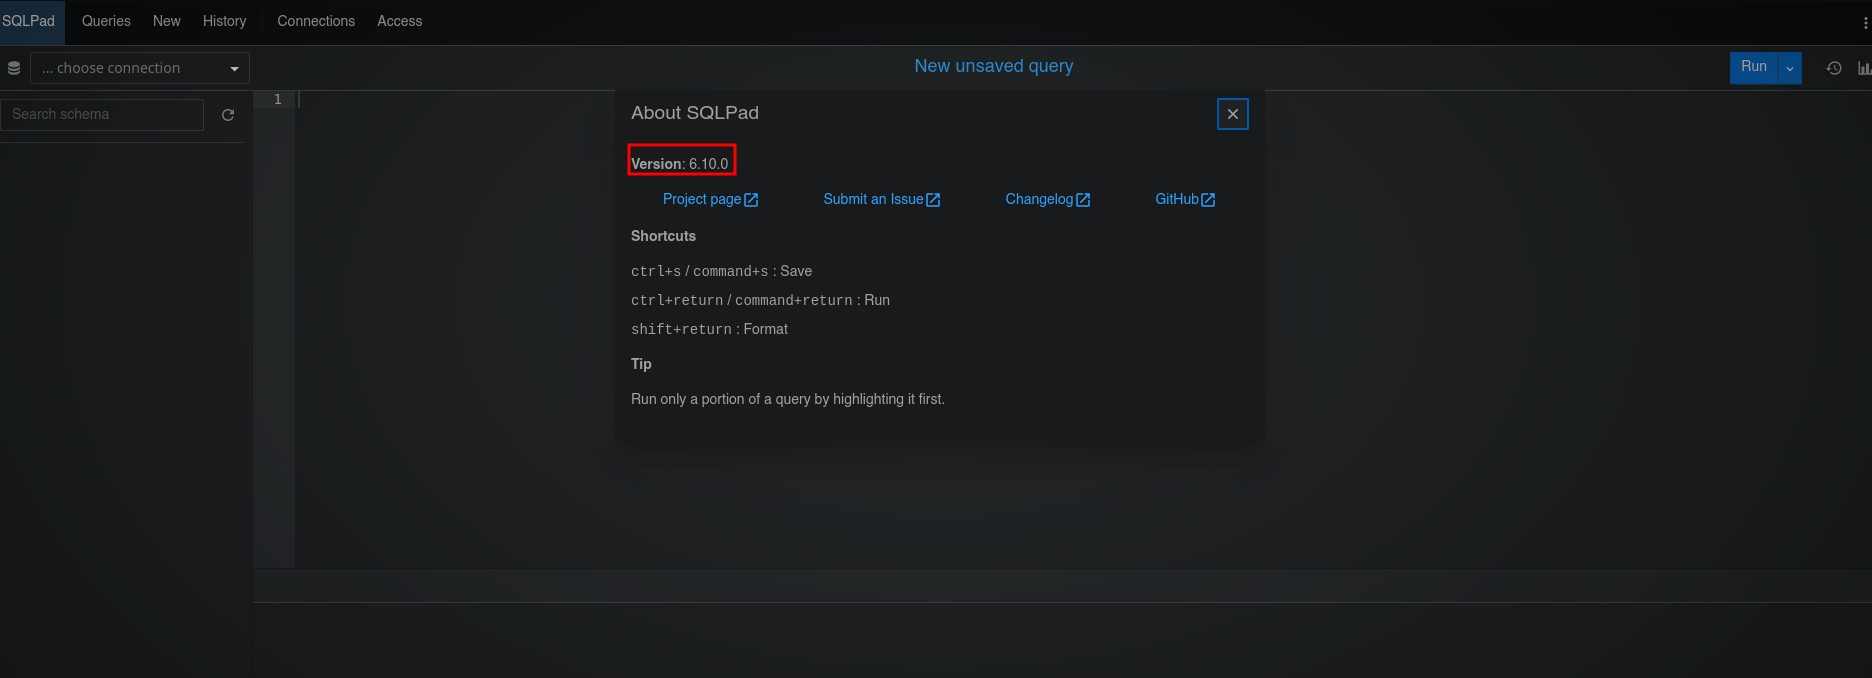 SQLPad Queries New History Connections Access
... choose connection New unsaved query Run
Search schema
1
About SQLPad
Version: 6.10.0
Project page Submit an Issue Changelog GitHub
Shortcuts
ctrl+s / command+s : Save
ctrl+return / command+return : Run
shift+return : Format
Tip
Run only a portion of a query by highlighting it first.